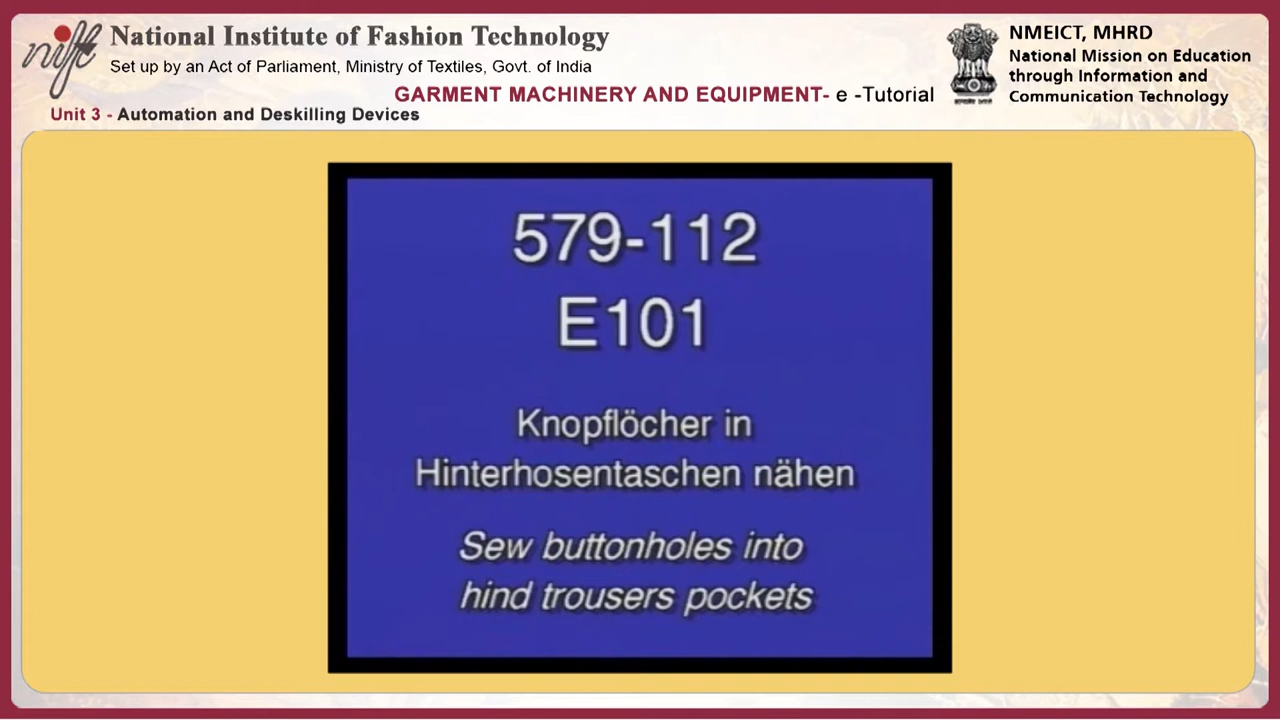 nift
National Institute of Fashion Technology
Set up by an Act of Parliament, Ministry of Textiles, Govt. of India
GARMENT MACHINERY AND EQUIPMENT- e -Tutorial
Unit 3 - Automation and Deskilling Devices
NMEICT, MHRD
National Mission on Education
through Information and
Communication Technology
579-112
E101
Knopflöcher in
Hinterhosentaschen nähen
Sew buttonholes into
hind trousers pockets